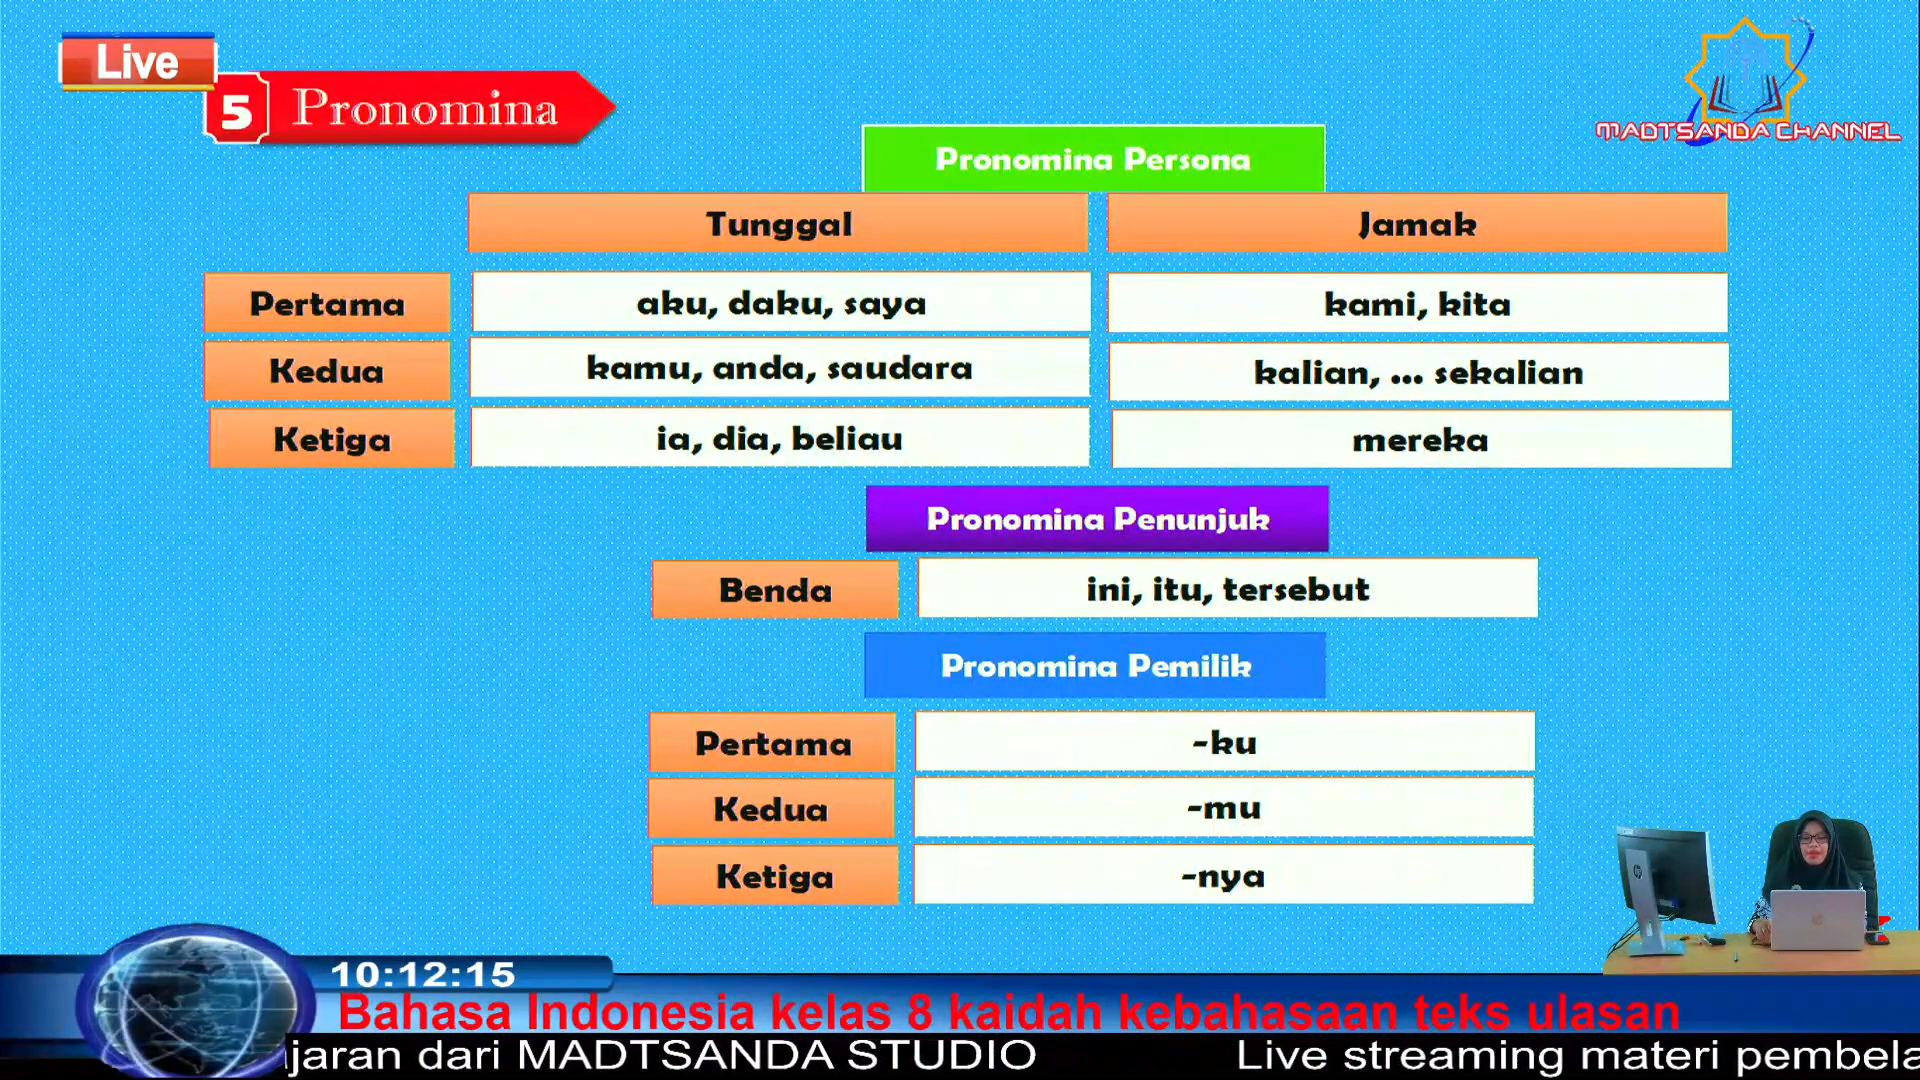 Live
5 Pronomina
MADTSANDA CHANNEL
Pronomina Persona
Tunggal Jamak
Pertama aku, daku, saya kami, kita
Kedua kamu, anda, saudara kalian, ... sekalian
Ketiga ia, dia, beliau mereka
Pronomina Penunjuk
Benda ini, itu, tersebut
Pronomina Pemilik
Pertama -ku
Kedua -mu
Ketiga -nya
10:12:15
Bahasa Indonesia kelas 8 kaidah kebahasaan teks ulasan
jaran dari MADTSANDA STUDIO Live streaming materi pembela